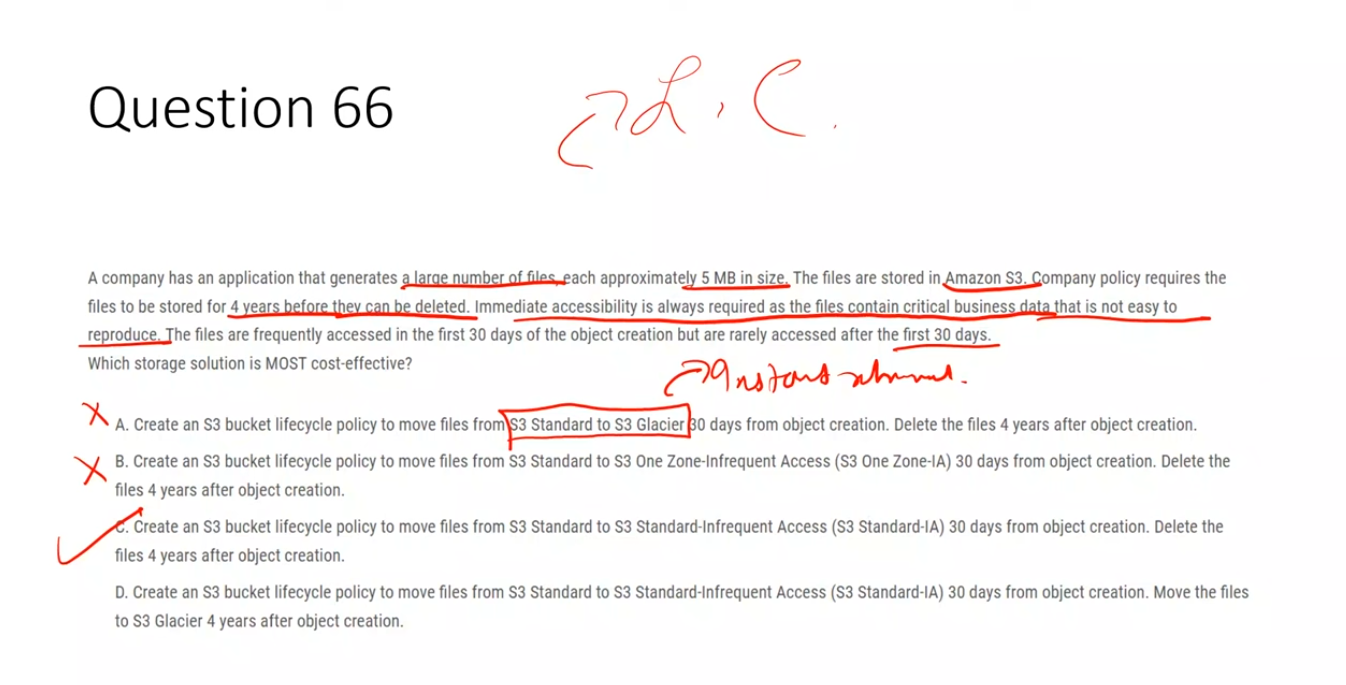 Question 66
L.C.
A company has an application that generates a large number of files, each approximately 5 MB in size. The files are stored in Amazon S3. Company policy requires the
files to be stored for 4 years before they can be deleted. Immediate accessibility is always required as the files contain critical business data that is not easy to
reproduce. The files are frequently accessed in the first 30 days of the object creation but are rarely accessed after the first 30 days.
Which storage solution is MOST cost-effective?
Instant
A. Create an S3 bucket lifecycle policy to move files from S3 Standard to S3 Glacier 30 days from object creation. Delete the files 4 years after object creation.
B. Create an S3 bucket lifecycle policy to move files from S3 Standard to S3 One Zone-Infrequent Access (S3 One Zone-IA) 30 days from object creation. Delete the
files 4 years after object creation.
C. Create an S3 bucket lifecycle policy to move files from S3 Standard to S3 Standard-Infrequent Access (S3 Standard-IA) 30 days from object creation. Delete the
files 4 years after object creation.
D. Create an S3 bucket lifecycle policy to move files from S3 Standard to S3 Standard-Infrequent Access (S3 Standard-IA) 30 days from object creation. Move the files
to S3 Glacier 4 years after object creation.